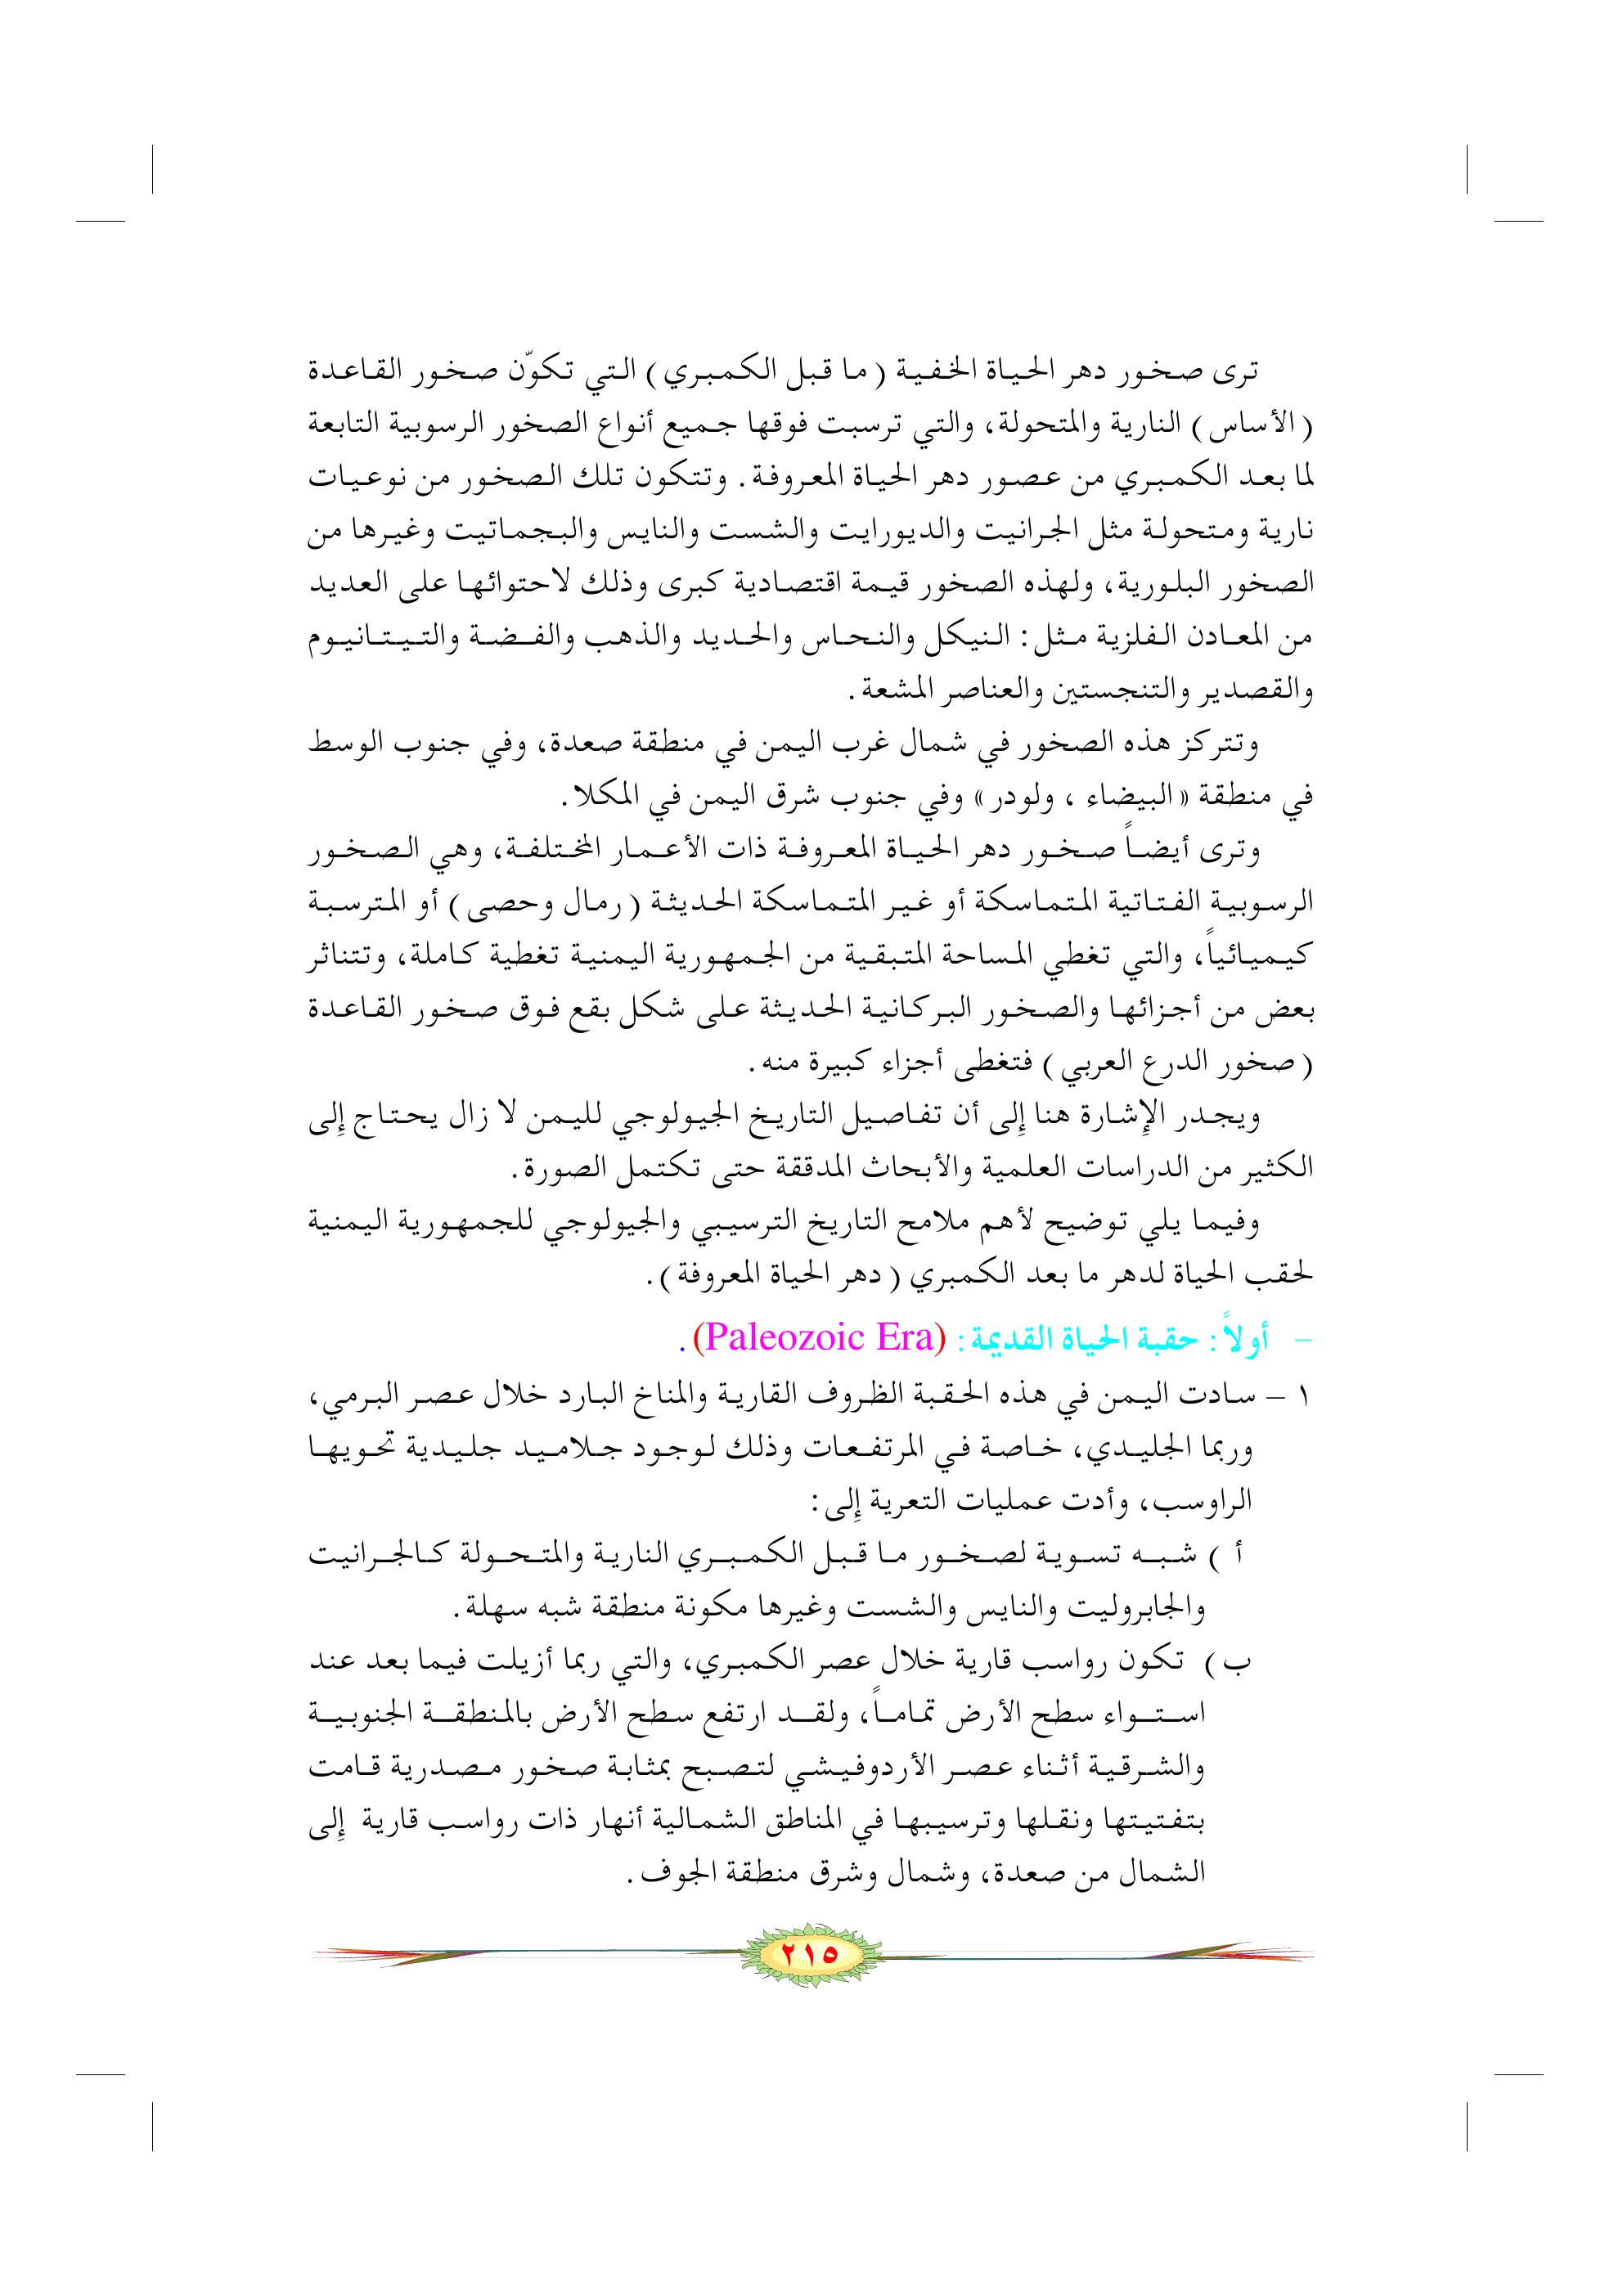 ترى صخور دهر الحياة الخفية (ما قبل الكمبري) التي تكوّن صخور القاعدة
(الأساس) النارية والمتحولة، والتي ترسبت فوقها جميع أنواع الصخور الرسوبية التابعة
لما بعد الكمبري من عصور دهر الحياة المعروفة. وتتكون تلك الصخور من نوعيات
نارية ومتحولة مثل الجرانيت والديورايت والشست والنايس والبجماتيت وغيرها من
الصخور البلورية، ولهذه الصخور قيمة اقتصادية كبرى وذلك لاحتوائها على العديد
من المعادن الفلزية مثل: النيكل والنحاس والحديد والذهب والفضة والتيتانيوم
والقصدير والتنجستين والعناصر المشعة.
وتتركز هذه الصخور في شمال غرب اليمن في منطقة صعدة، وفي جنوب الوسط
في منطقة «البيضاء ، ولودر» وفي جنوب شرق اليمن في المكلا.
وترى أيضاً صخور دهر الحياة المعروفة ذات الأعمار المختلفة، وهي الصخور
الرسوبية الفتاتية المتماسكة أو غير المتماسكة الحديثة (رمال وحصى) أو المترسبة
كيميائياً، والتي تغطي المساحة المتبقية من الجمهورية اليمنية تغطية كاملة، وتتناثر
بعض من أجزائها والصخور البركانية الحديثة على شكل بقع فوق صخور القاعدة
(صخور الدرع العربي) فتغطى أجزاء كبيرة منه.
ويجدر الإشارة هنا إلى أن تفاصيل التاريخ الجيولوجي لليمن لا زال يحتاج إلى
الكثير من الدراسات العلمية والأبحاث المدققة حتى تكتمل الصورة.
وفيما يلي توضيح لأهم ملامح التاريخ الترسيبي والجيولوجي للجمهورية اليمنية
لحقب الحياة لدهر ما بعد الكمبري (دهر الحياة المعروفة).
– أولاً: حقبة الحياة القديمة: (Paleozoic Era).
١ – سادت اليمن في هذه الحقبة الظروف القارية والمناخ البارد خلال عصر البرمي،
وربما الجليدي، خاصة في المرتفعات وذلك لوجود جلاميد جليدية تحويها
الراوسب، وأدت عمليات التعرية إلى:
أ ) شبه تسوية لصخور ما قبل الكمبري النارية والمتحولة كالجرانيت
والجابروليت والنايس والشست وغيرها مكونة منطقة شبه سهلة.
ب ) تكون رواسب قارية خلال عصر الكمبري، والتي ربما أزيلت فيما بعد عند
استواء سطح الأرض تماماً، ولقد ارتفع سطح الأرض بالمنطقة الجنوبية
والشرقية أثناء عصر الأردوفيشي لتصبح بمثابة صخور مصدرية قامت
بتفتيتها ونقلها وترسيبها في المناطق الشمالية أنهار ذات رواسب قارية إلى
الشمال من صعدة، وشمال وشرق منطقة الجوف.
٢١٥